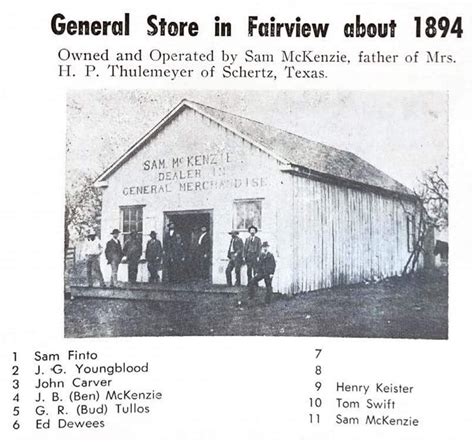 General Store in Fairview about 1894
Owned and Operated by Sam McKenzie, father of Mrs.
H. P. Thulemeyer of Schertz, Texas.
SAM McKENZIE
DEALER IN
GENERAL MERCHANDISE
1 Sam Finto
2 J. G. Youngblood
3 John Carver
4 J. B. (Ben) McKenzie
5 G. R. (Bud) Tullos
6 Ed Dewees
7
8
9 Henry Keister
10 Tom Swift
11 Sam McKenzie